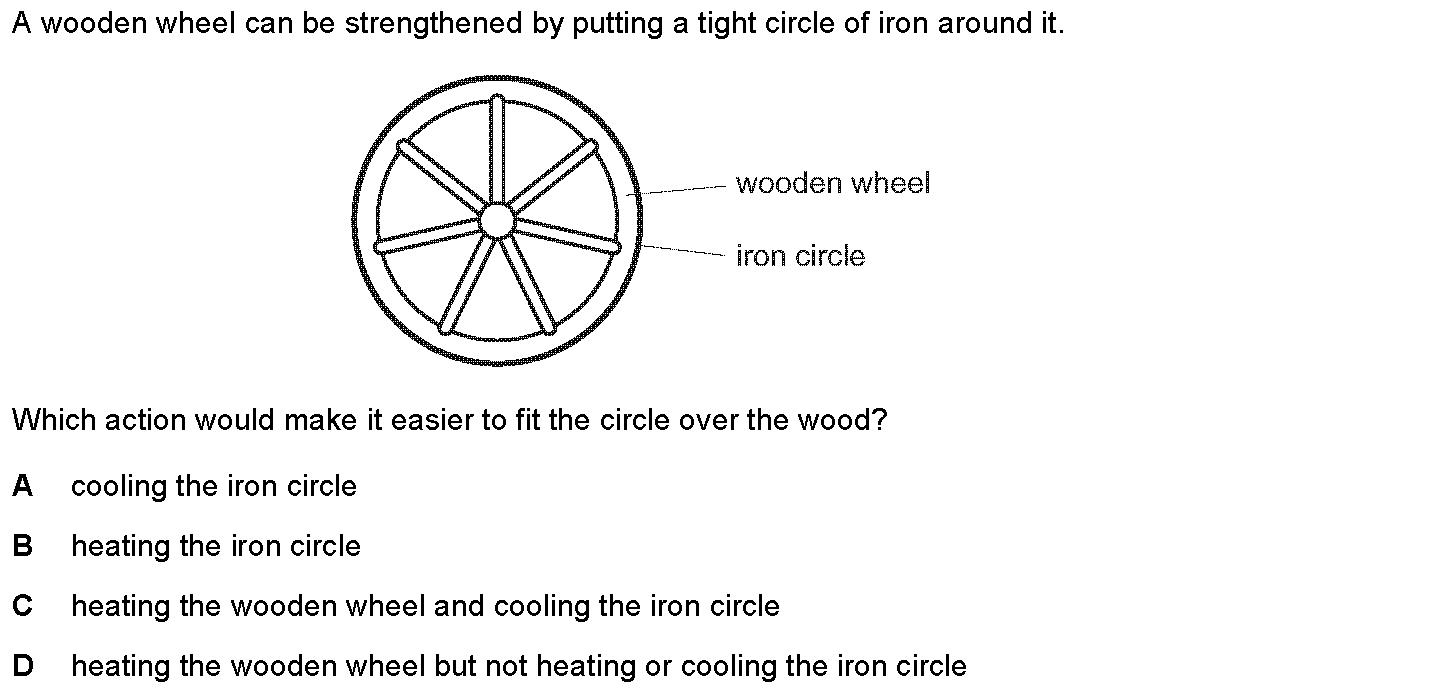 A wooden wheel can be strengthened by putting a tight circle of iron around it.
wooden wheel
iron circle
Which action would make it easier to fit the circle over the wood?
A cooling the iron circle
B heating the iron circle
C heating the wooden wheel and cooling the iron circle
D heating the wooden wheel but not heating or cooling the iron circle